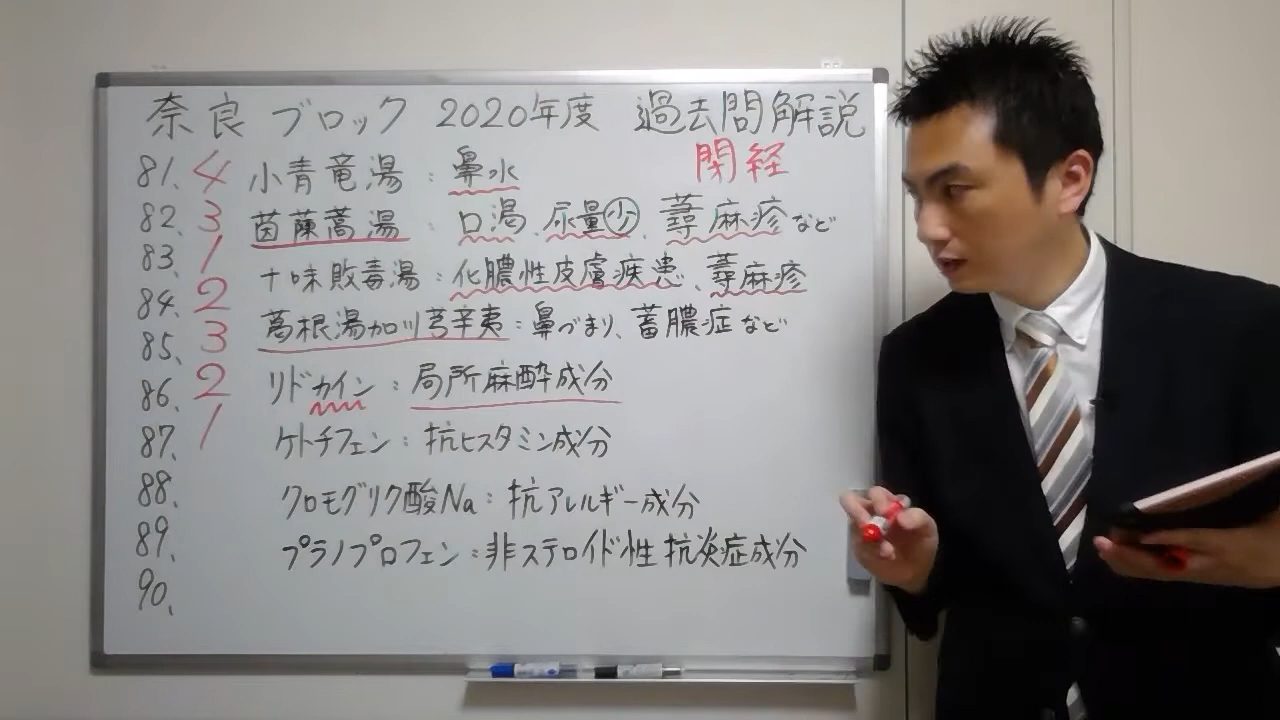 奈良ブロック 2020年度 過去問解説
閉経
81. 4 小青竜湯：鼻水
82. 3 茵蔯蒿湯：口渇、尿量少、蕁麻疹など
83. 1 十味敗毒湯：化膿性皮膚疾患、蕁麻疹
84. 2 葛根湯加川芎辛夷：鼻づまり、蓄膿症など
85. 3
86. 2 リドカイン：局所麻酔成分
87. 1 ケトチフェン：抗ヒスタミン成分
88. クロモグリク酸Na：抗アレルギー成分
89. プラノプロフェン：非ステロイド性抗炎症成分
90.